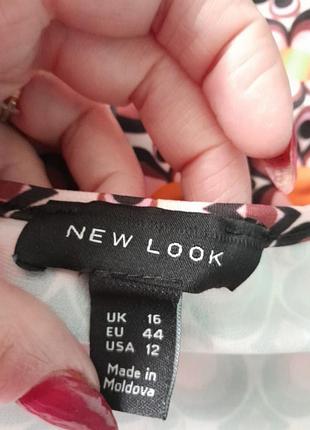 NEW LOOK
UK 16
EU 44
USA 12
Made in
Moldova